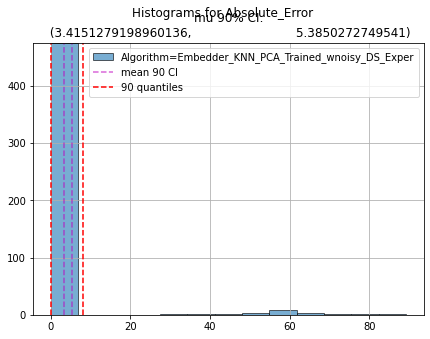 Histograms for Absolute_Error
mu 90% CI:
(3.4151279198960136, 5.3850272749541)
Algorithm=Embedder_KNN_PCA_Trained_wnoisy_DS_Exper
mean 90 CI
90 quantiles
400
300
200
100
0
0 20 40 60 80